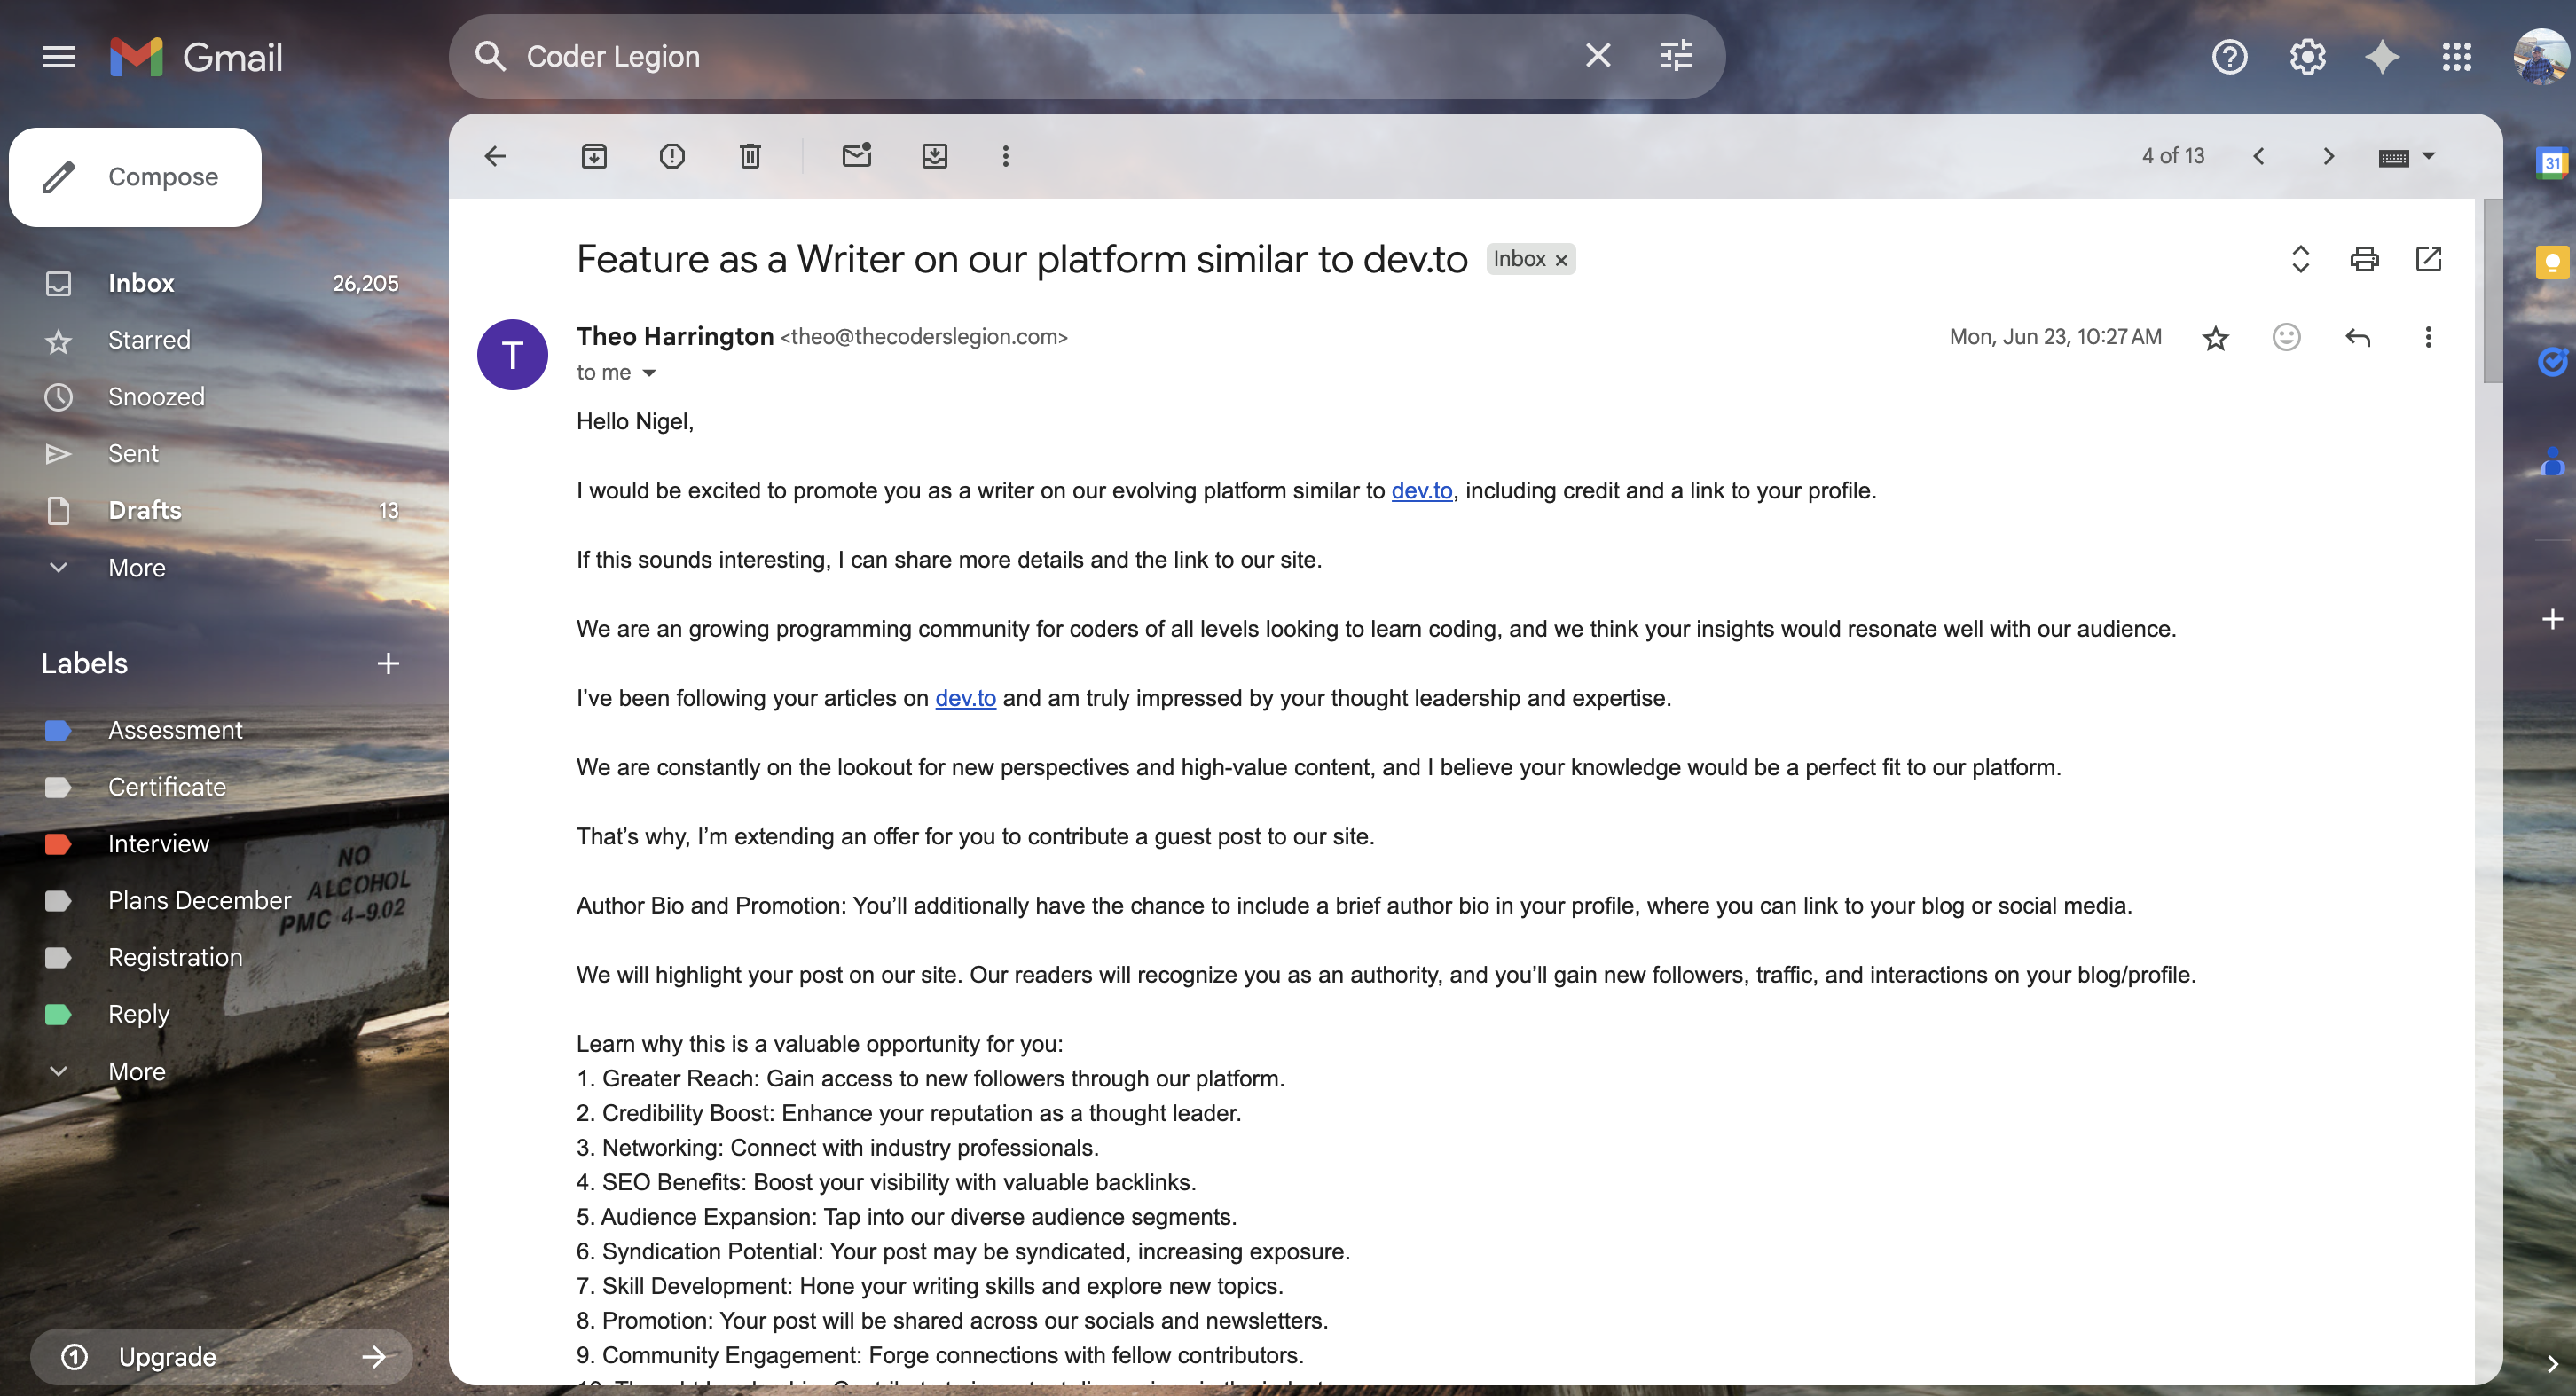 Gmail
Coder Legion
Compose
4 of 13
Inbox 26,205
Starred
Snoozed
Sent
Drafts 13
More
Labels
Assessment
Certificate
Interview
Plans December
Registration
Reply
More
Upgrade
NO
ALCOHOL
PMC 4-9.02
Feature as a Writer on our platform similar to dev.to Inbox x
T
Theo Harrington <theo@thecoderslegion.com> Mon, Jun 23, 10:27 AM
to me
Hello Nigel,
I would be excited to promote you as a writer on our evolving platform similar to dev.to, including credit and a link to your profile.
If this sounds interesting, I can share more details and the link to our site.
We are an growing programming community for coders of all levels looking to learn coding, and we think your insights would resonate well with our audience.
I’ve been following your articles on dev.to and am truly impressed by your thought leadership and expertise.
We are constantly on the lookout for new perspectives and high-value content, and I believe your knowledge would be a perfect fit to our platform.
That’s why, I’m extending an offer for you to contribute a guest post to our site.
Author Bio and Promotion: You’ll additionally have the chance to include a brief author bio in your profile, where you can link to your blog or social media.
We will highlight your post on our site. Our readers will recognize you as an authority, and you’ll gain new followers, traffic, and interactions on your blog/profile.
Learn why this is a valuable opportunity for you:
1. Greater Reach: Gain access to new followers through our platform.
2. Credibility Boost: Enhance your reputation as a thought leader.
3. Networking: Connect with industry professionals.
4. SEO Benefits: Boost your visibility with valuable backlinks.
5. Audience Expansion: Tap into our diverse audience segments.
6. Syndication Potential: Your post may be syndicated, increasing exposure.
7. Skill Development: Hone your writing skills and explore new topics.
8. Promotion: Your post will be shared across our socials and newsletters.
9. Community Engagement: Forge connections with fellow contributors.
31